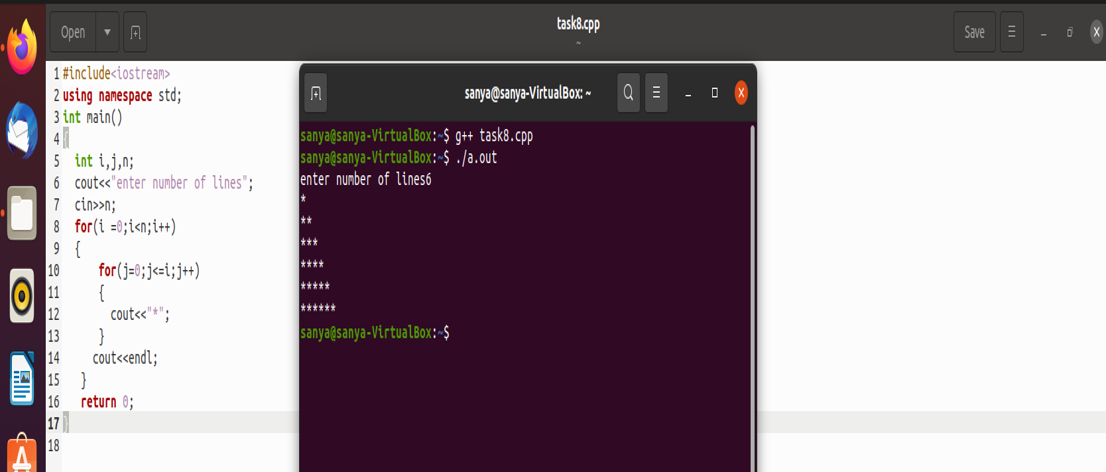 Open
task8.cpp
~
Save
1 #include<iostream>
2 using namespace std;
3 int main()
4 {
5 int i,j,n;
6 cout<<"enter number of lines";
7 cin>>n;
8 for(i =0;i<n;i++)
9 {
10 for(j=0;j<=i;j++)
11 {
12 cout<<"*";
13 }
14 cout<<endl;
15 }
16 return 0;
17 }
18
sanya@sanya-VirtualBox: ~
sanya@sanya-VirtualBox:~$ g++ task8.cpp
sanya@sanya-VirtualBox:~$ ./a.out
enter number of lines6
*
**
***
****
*****
******
sanya@sanya-VirtualBox:~$